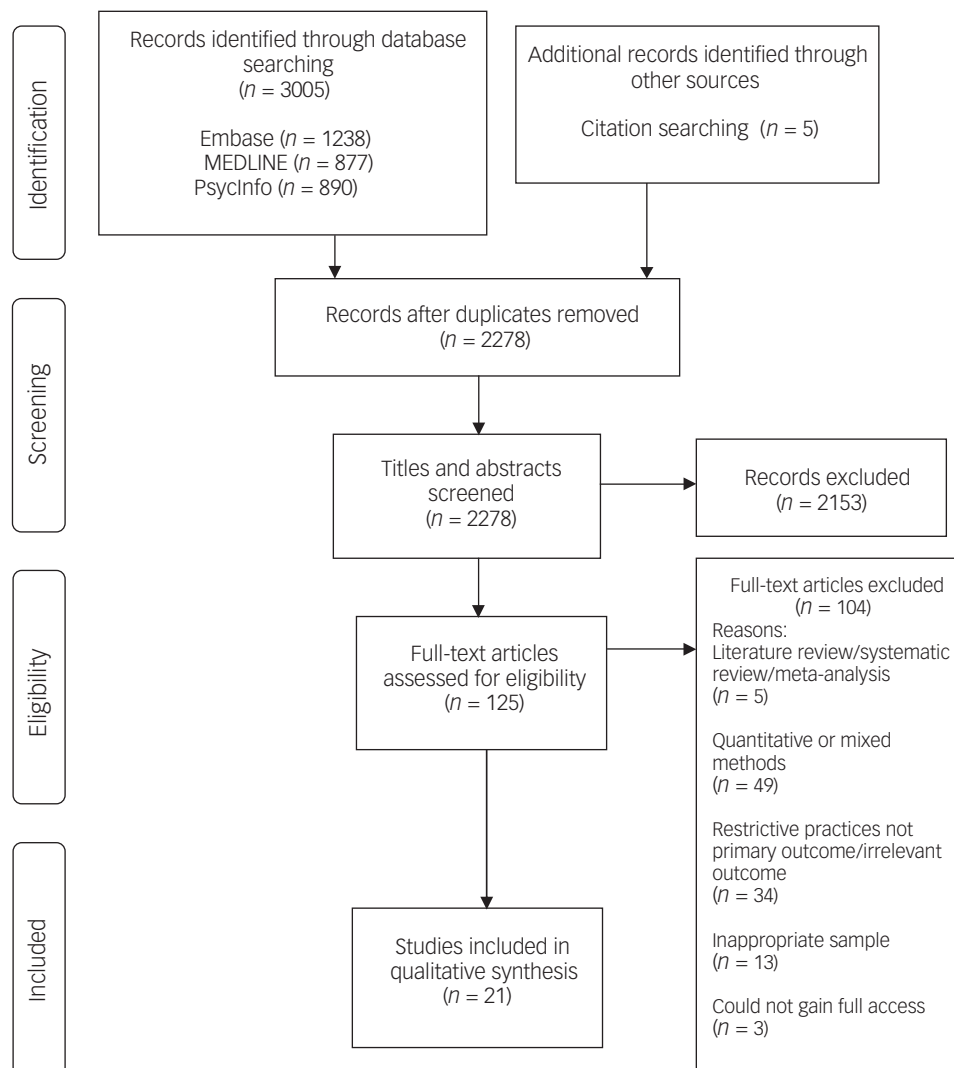 Identification
Records identified through database
searching
(n = 3005)
Embase (n = 1238)
MEDLINE (n = 877)
PsycInfo (n = 890)
Additional records identified through
other sources
Citation searching (n = 5)
Screening
Records after duplicates removed
(n = 2278)
Titles and abstracts
screened
(n = 2278)
Records excluded
(n = 2153)
Eligibility
Full-text articles
assessed for eligibility
(n = 125)
Full-text articles excluded
(n = 104)
Reasons:
Literature review/systematic
review/meta-analysis
(n = 5)
Quantitative or mixed
methods
(n = 49)
Restrictive practices not
primary outcome/irrelevant
outcome
(n = 34)
Inappropriate sample
(n = 13)
Could not gain full access
(n = 3)
Included
Studies included in
qualitative synthesis
(n = 21)